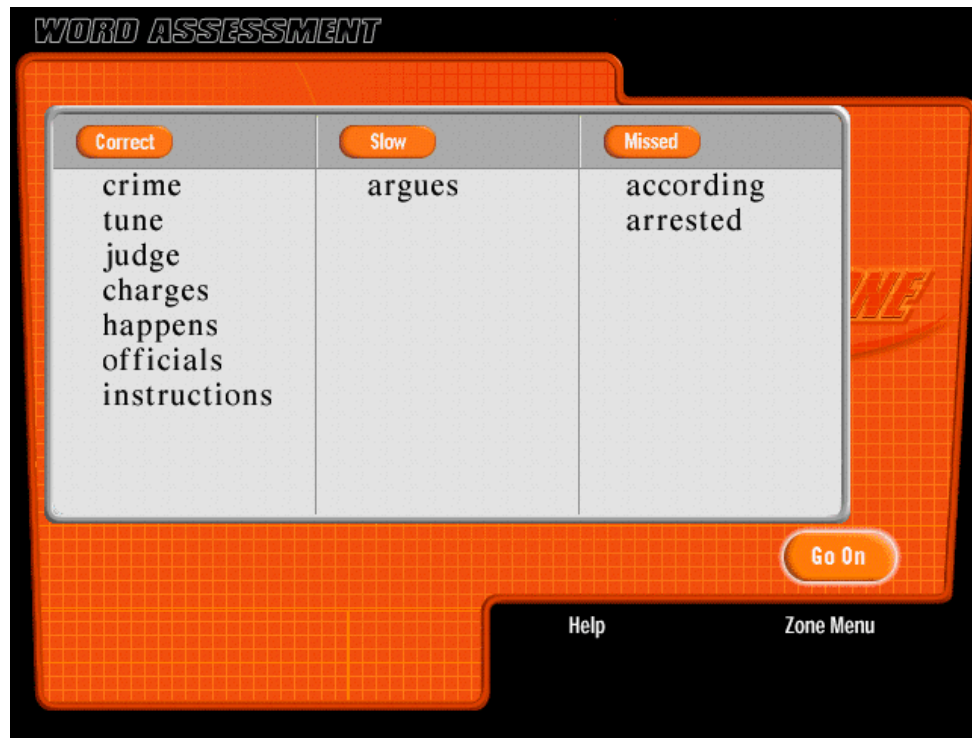 WORD ASSESSMENT
Correct
Slow
Missed
crime
tune
judge
charges
happens
officials
instructions
argues
according
arrested
Go On
Help
Zone Menu